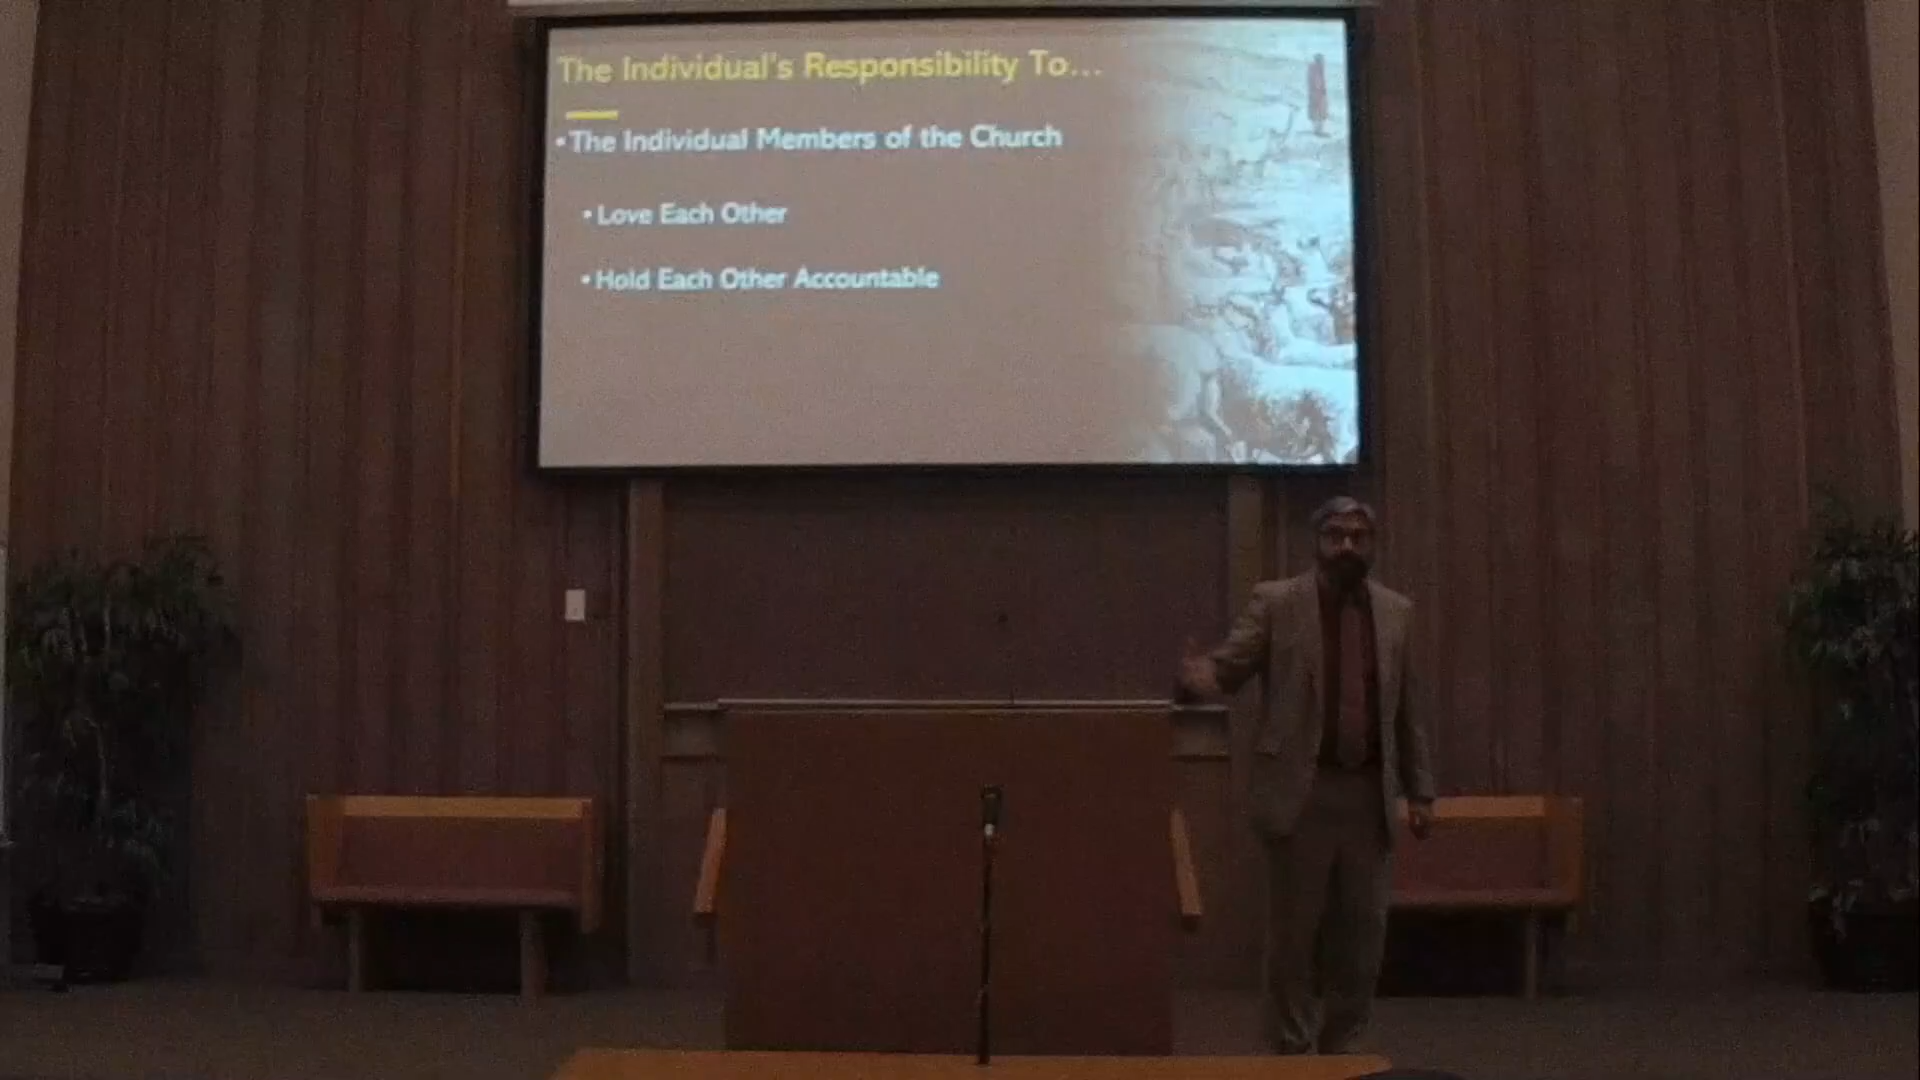 The Individual's Responsibility To...
•The Individual Members of the Church
•Love Each Other
•Hold Each Other Accountable